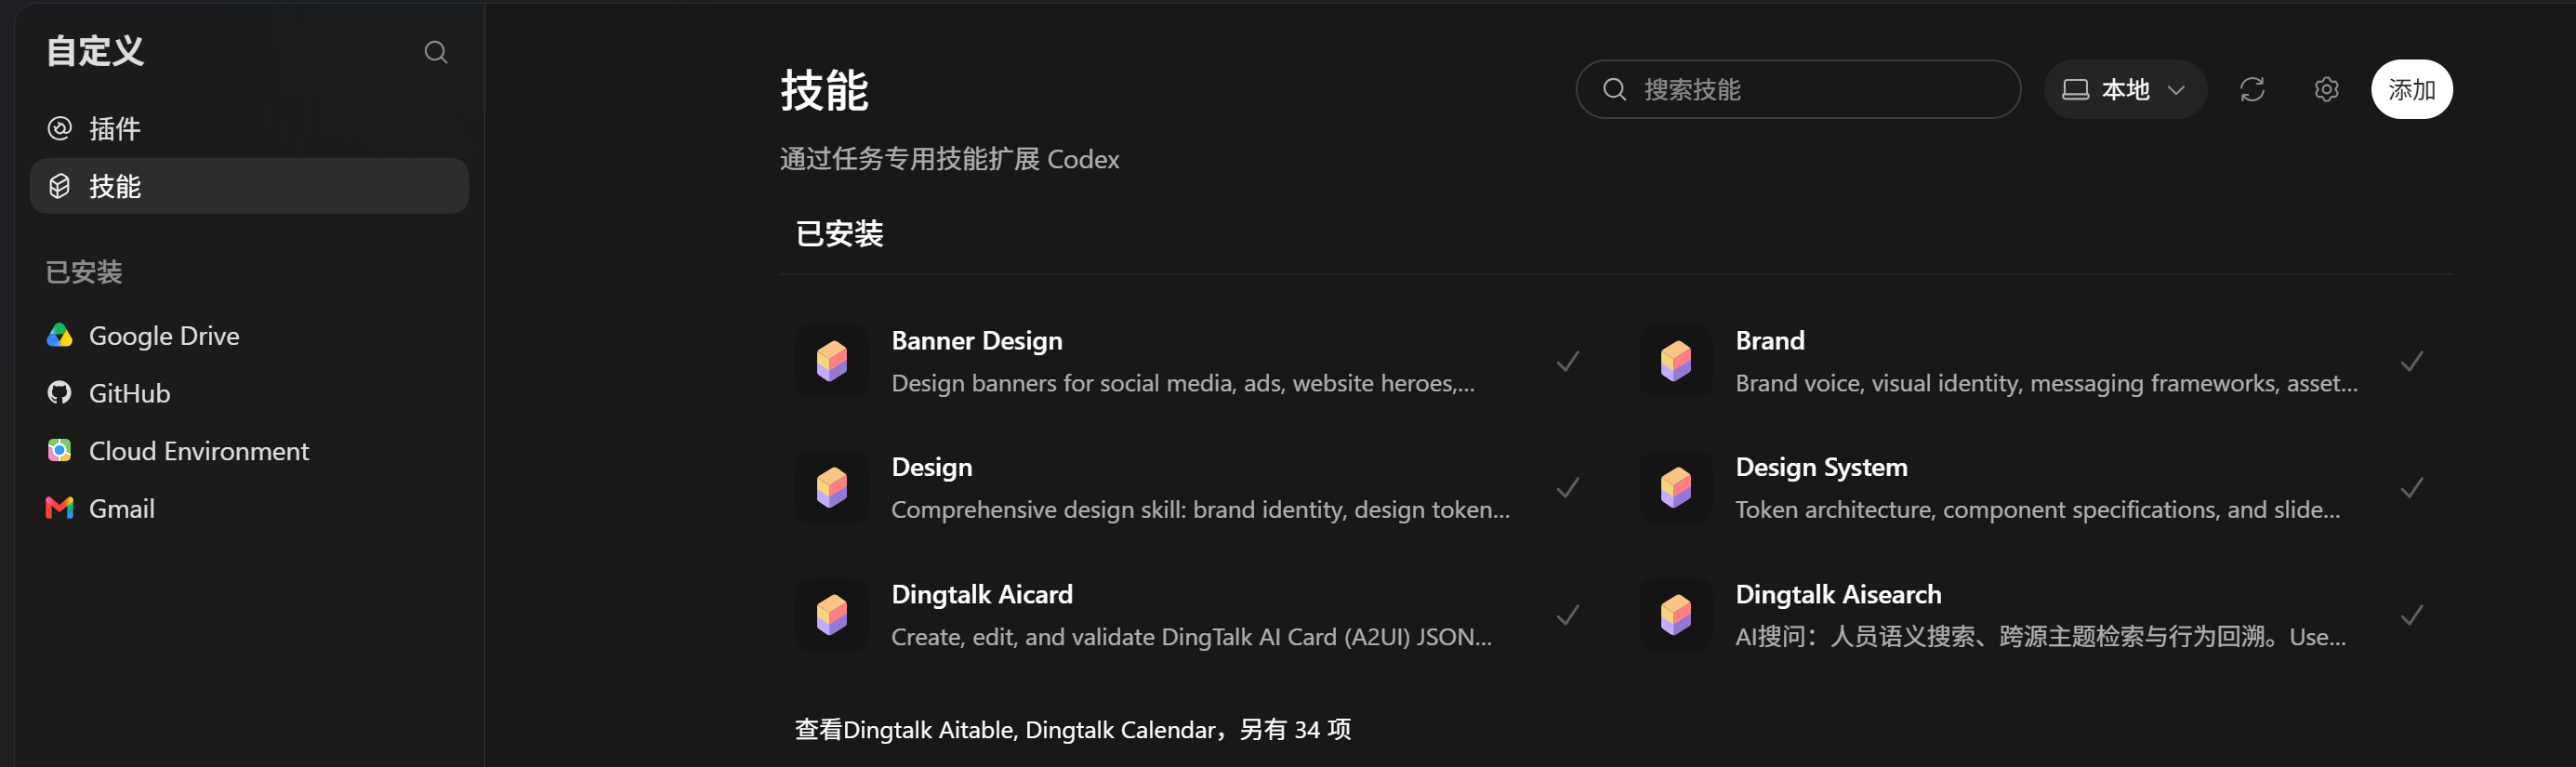 自定义
插件
技能
已安装
Google Drive
GitHub
Cloud Environment
Gmail
技能
搜索技能
本地
添加
通过任务专用技能扩展 Codex
已安装
Banner Design
Design banners for social media, ads, website heroes,...
Brand
Brand voice, visual identity, messaging frameworks, asset...
Design
Comprehensive design skill: brand identity, design token...
Design System
Token architecture, component specifications, and slide...
Dingtalk Aicard
Create, edit, and validate DingTalk AI Card (A2UI) JSON...
Dingtalk Aisearch
AI搜问：人员语义搜索、跨源主题检索与行为回溯。Use...
查看Dingtalk Aitable, Dingtalk Calendar，另有 34 项